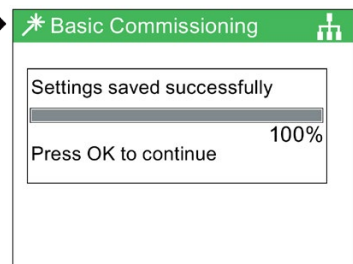 Basic Commissioning
Settings saved successfully
100%
Press OK to continue